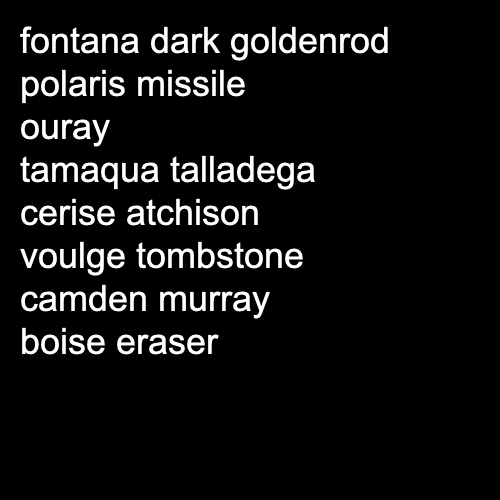 fontana dark goldenrod
polaris missile
ouray
tamaqua talladega
cerise atchison
voulge tombstone
camden murray
boise eraser